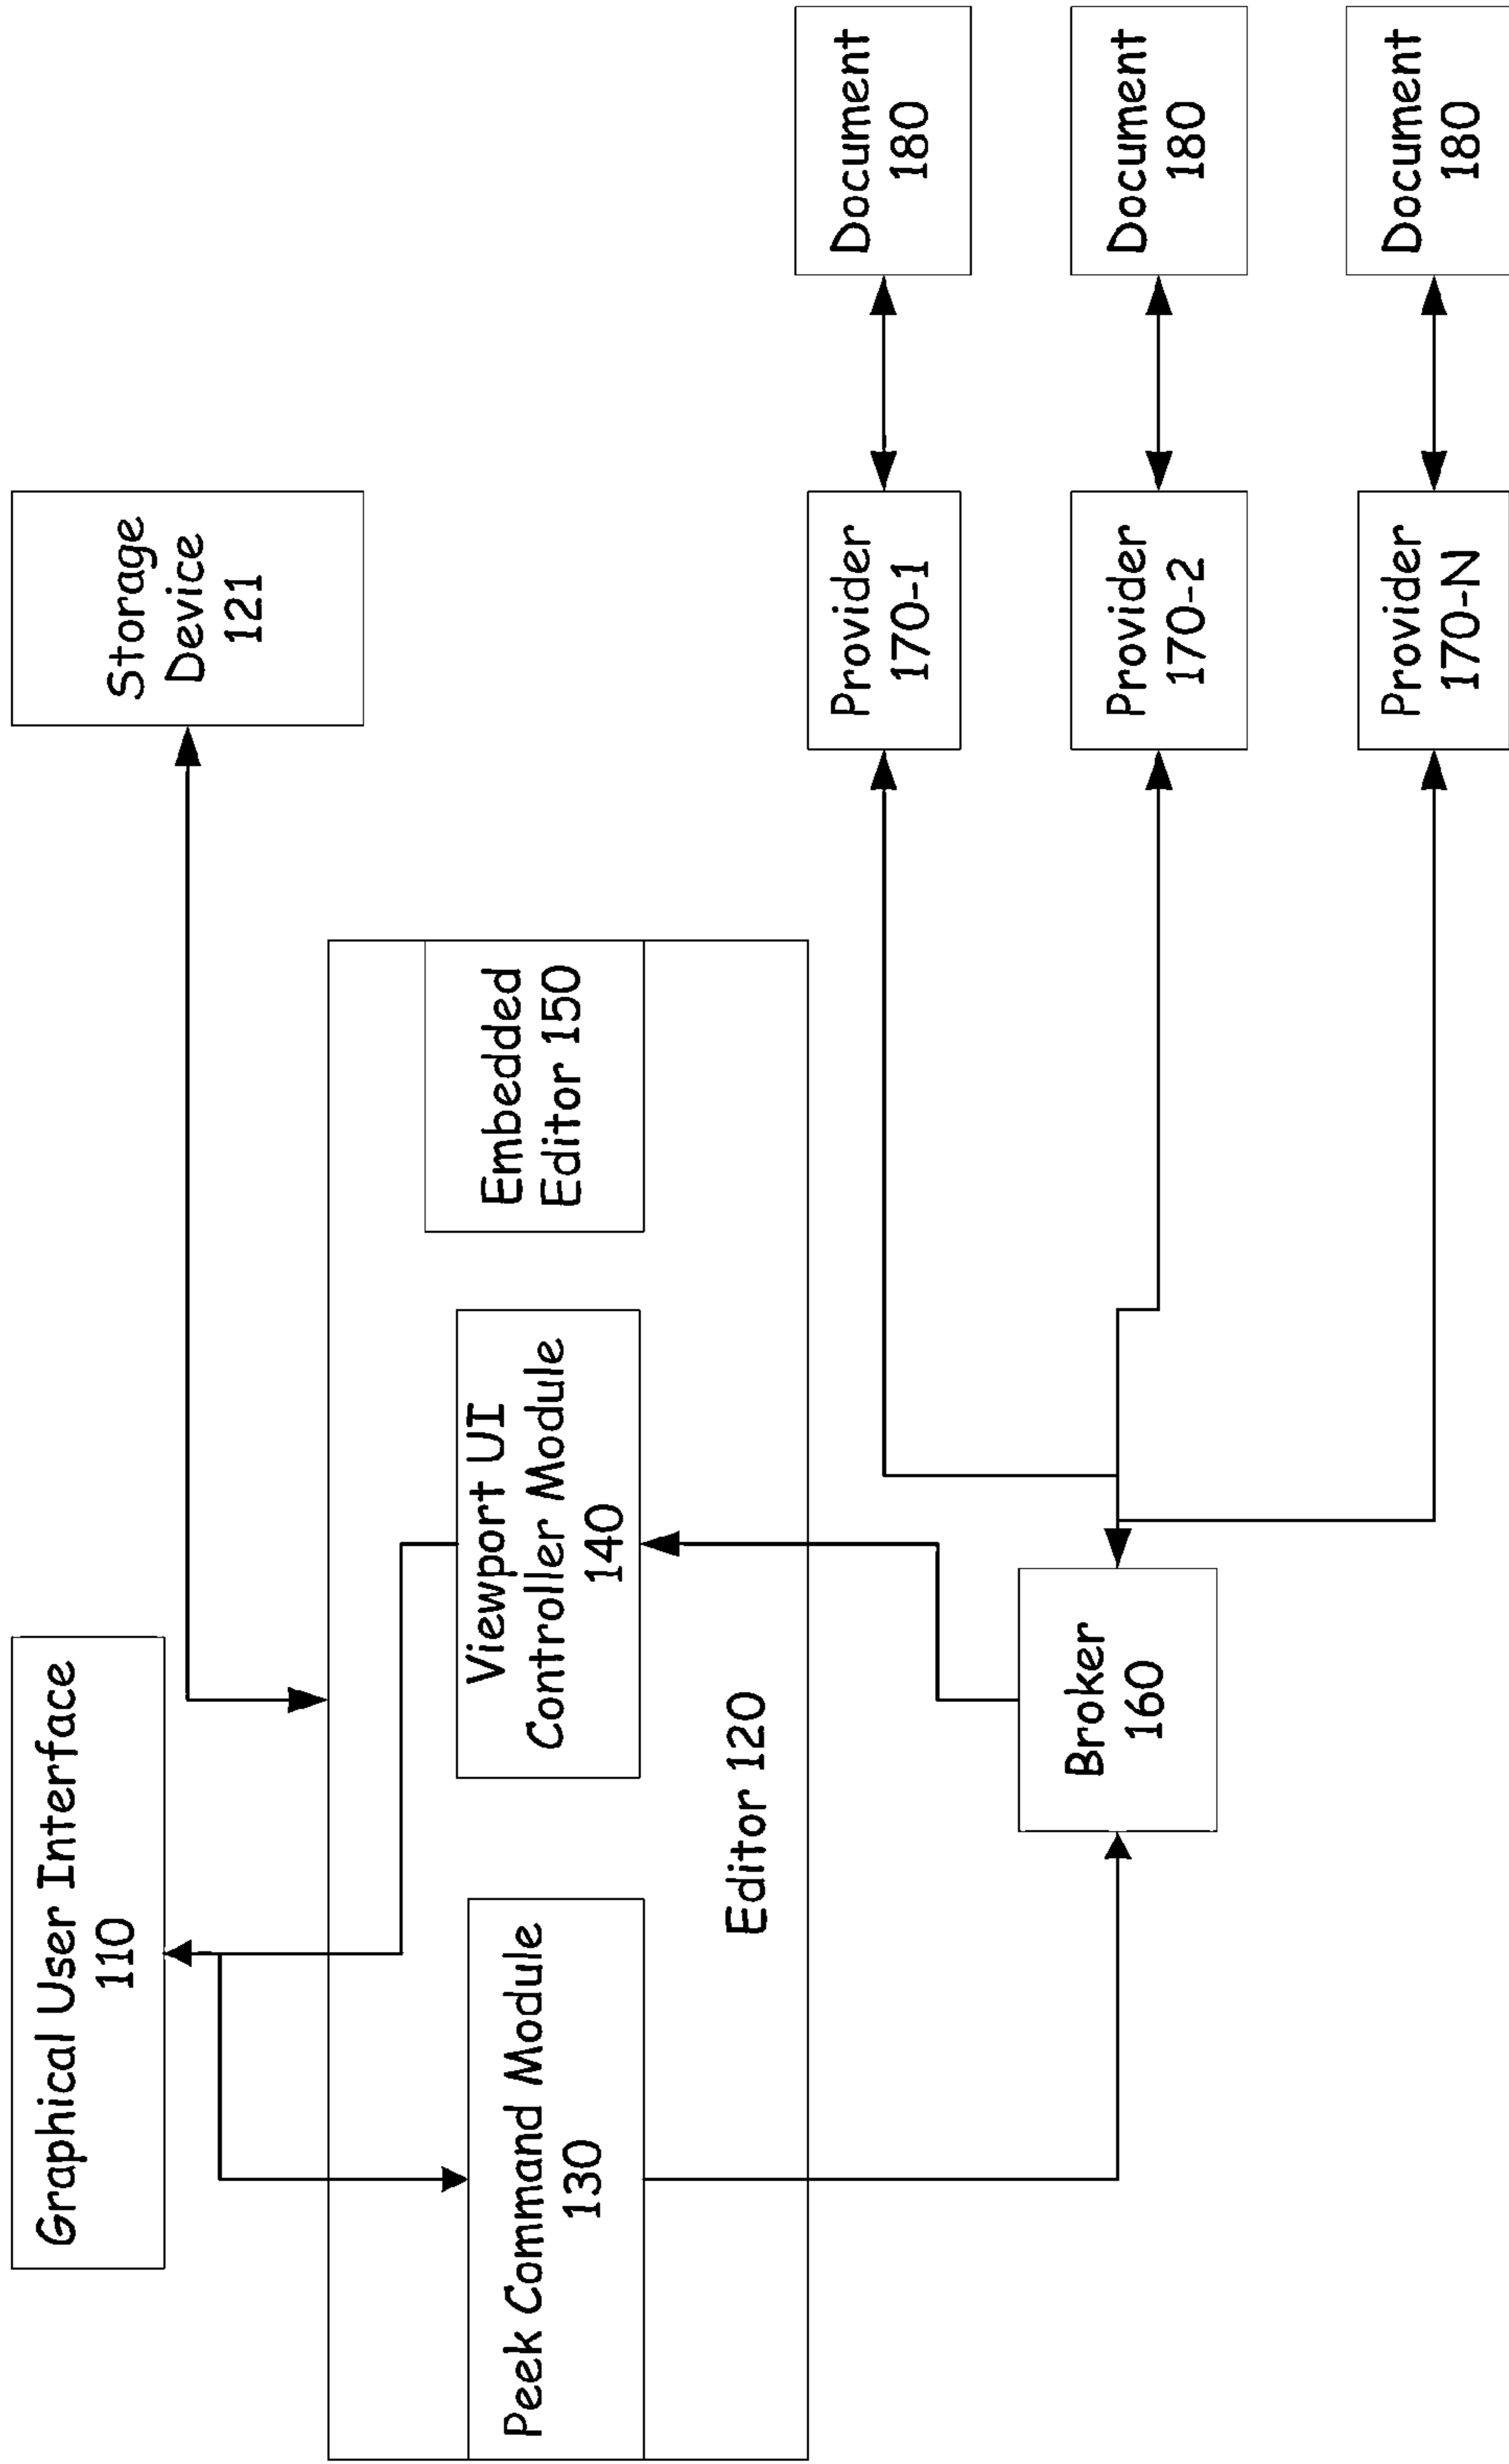 Graphical User Interface
110
Storage
Device
121
Peek Command Module
130
Viewport UI
Controller Module
140
Embedded
Editor 150
Editor 120
Broker
160
Provider
170-1
Document
180
Provider
170-2
Document
180
Provider
170-N
Document
180